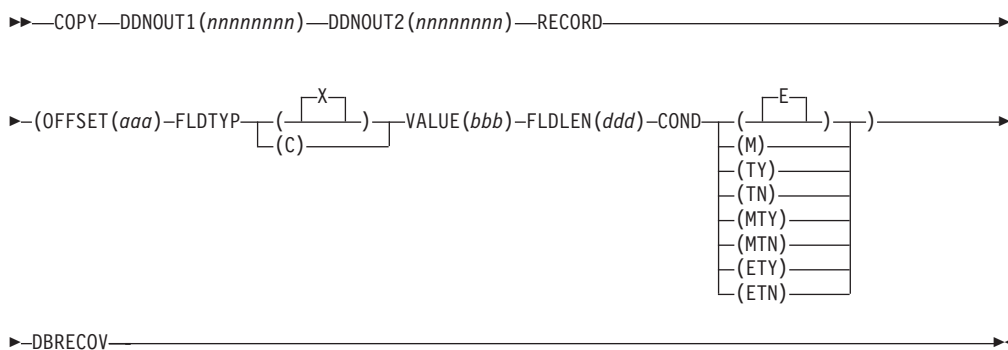 COPY DDNOUT1(nnnnnnnn) DDNOUT2(nnnnnnnn) RECORD
X E
(OFFSET(aaa) FLDTYP ( ) VALUE(bbb) FLDLEN(ddd) COND ( ) )
(C) (M)
(TY)
(TN)
(MTY)
(MTN)
(ETY)
(ETN)
DBRECOV